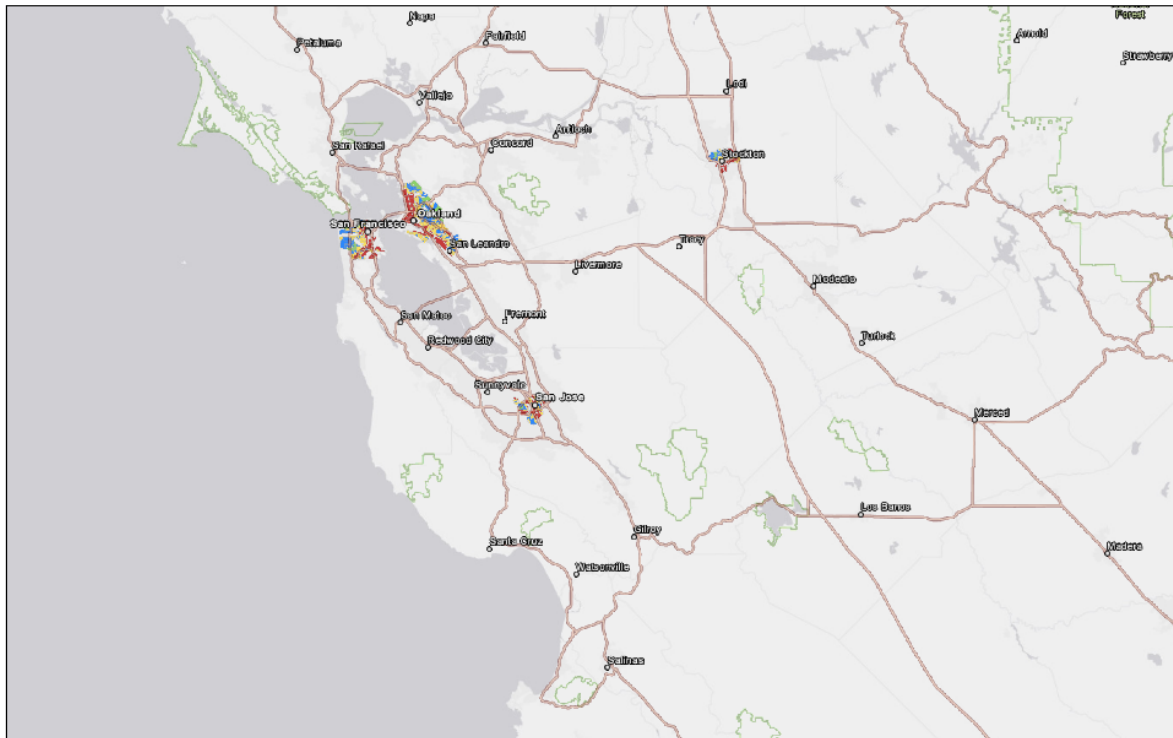 Napa
Forest
Petaluma
Fairfield
Arnold
Strawberry
Lodi
Vallejo
Antioch
San Rafael
Concord
Stockton
Oakland
San Francisco
San Leandro
Tracy
Livermore
Modesto
San Mateo
Fremont
Redwood City
Turlock
Sunnyvale
San Jose
Merced
Los Banos
Gilroy
Santa Cruz
Madera
Watsonville
Salinas